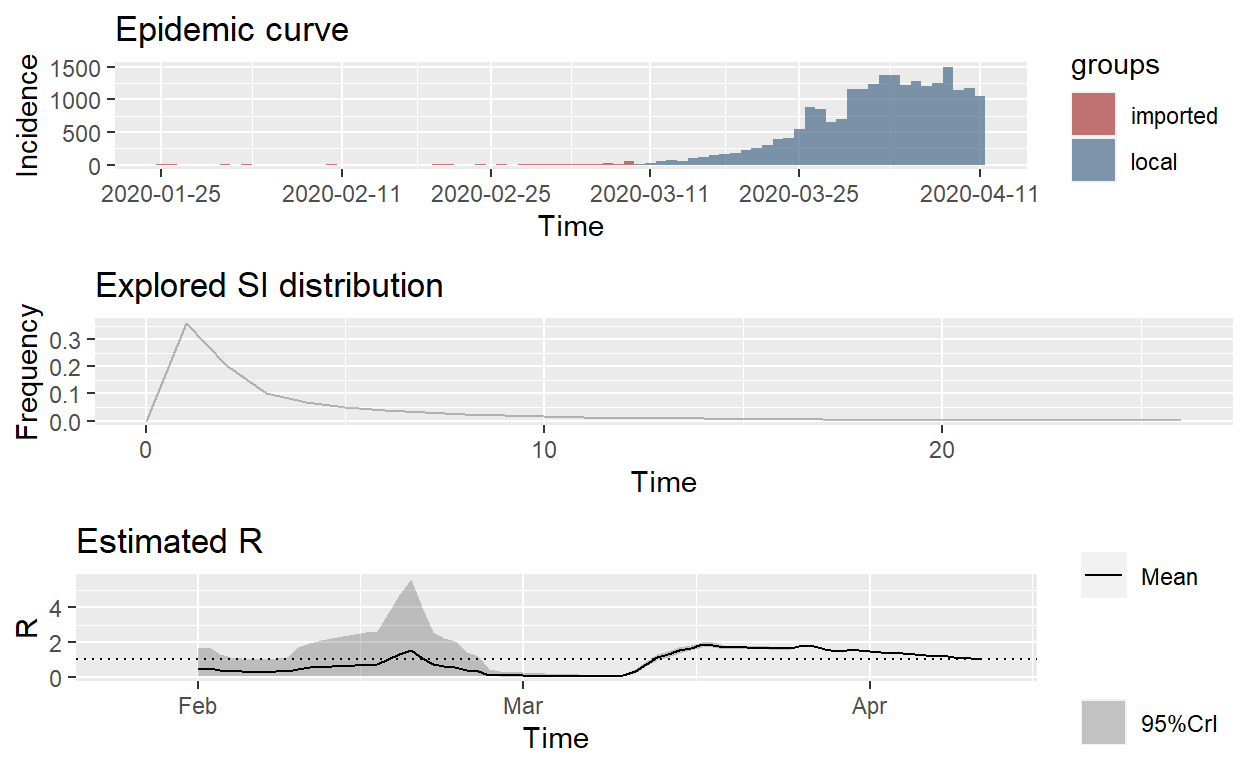 Epidemic curve
Incidence
1500
1000
500
0
2020-01-25 2020-02-11 2020-02-25 2020-03-11 2020-03-25 2020-04-11
Time
groups
imported
local
Explored SI distribution
Frequency
0.3
0.2
0.1
0.0
0 10 20
Time
Estimated R
R
4
2
0
Feb Mar Apr
Time
Mean
95%CrI